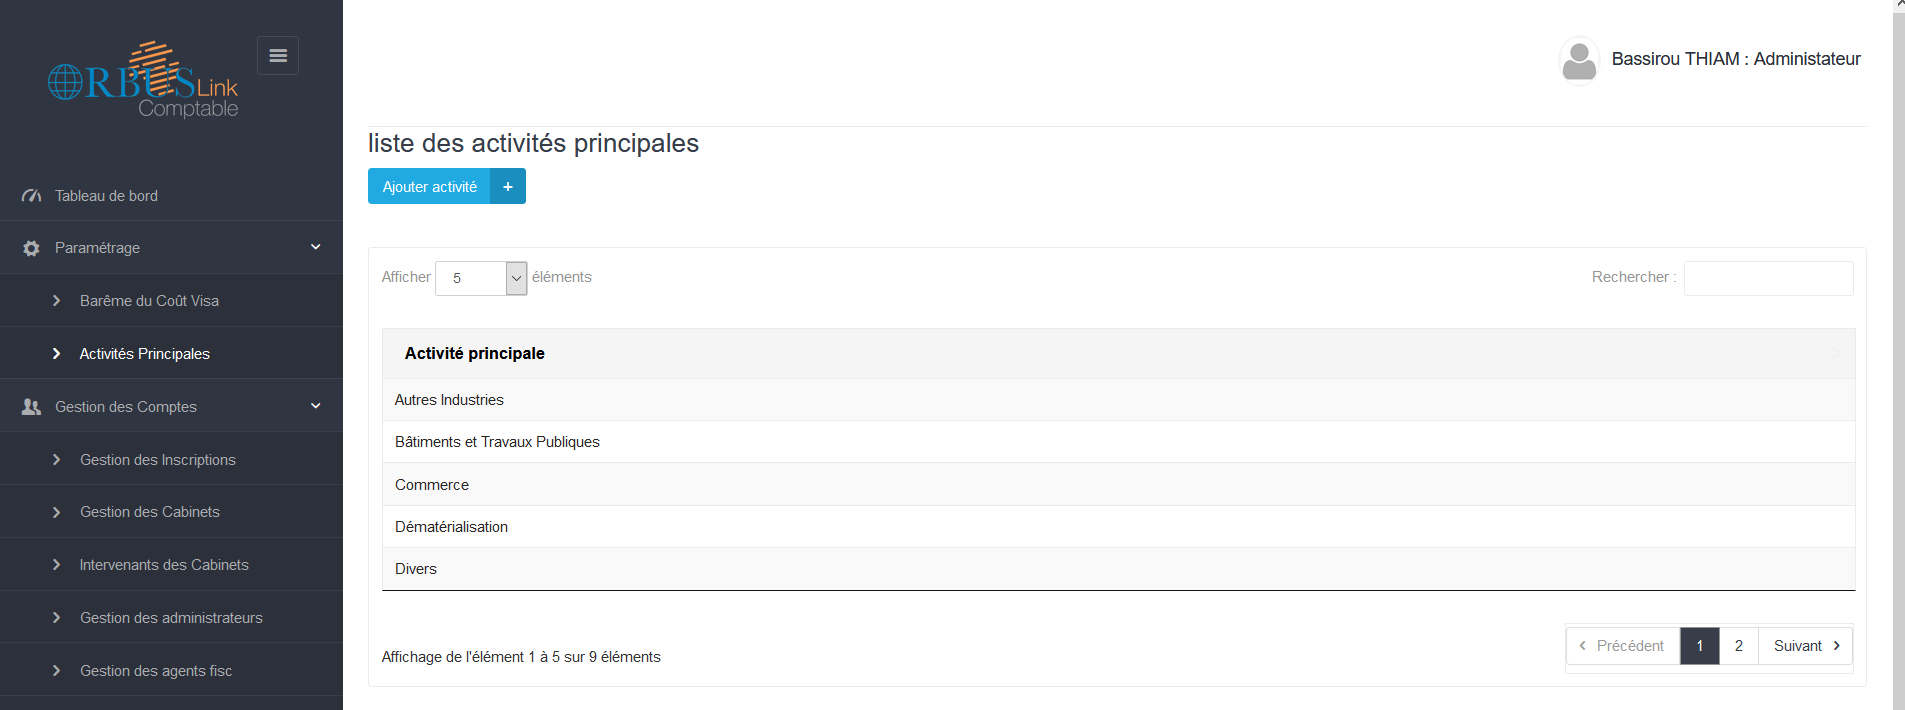 ORBUS Link
Comptable
Bassirou THIAM : Administateur
Tableau de bord
Paramétrage
Barême du Coût Visa
Activités Principales
Gestion des Comptes
Gestion des Inscriptions
Gestion des Cabinets
Intervenants des Cabinets
Gestion des administrateurs
Gestion des agents fisc
liste des activités principales
Ajouter activité +
Afficher 5 éléments
Rechercher :
Activité principale
Autres Industries
Bâtiments et Travaux Publiques
Commerce
Dématérialisation
Divers
Affichage de l'élément 1 à 5 sur 9 éléments
Précédent 1 2 Suivant